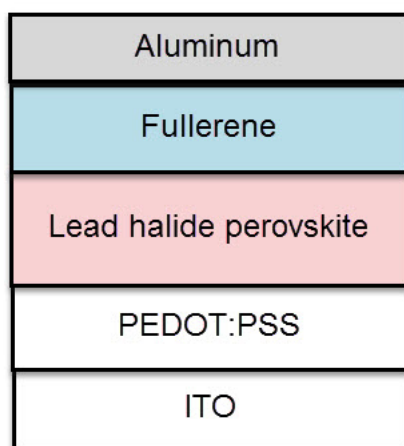 Aluminum
Fullerene
Lead halide perovskite
PEDOT:PSS
ITO